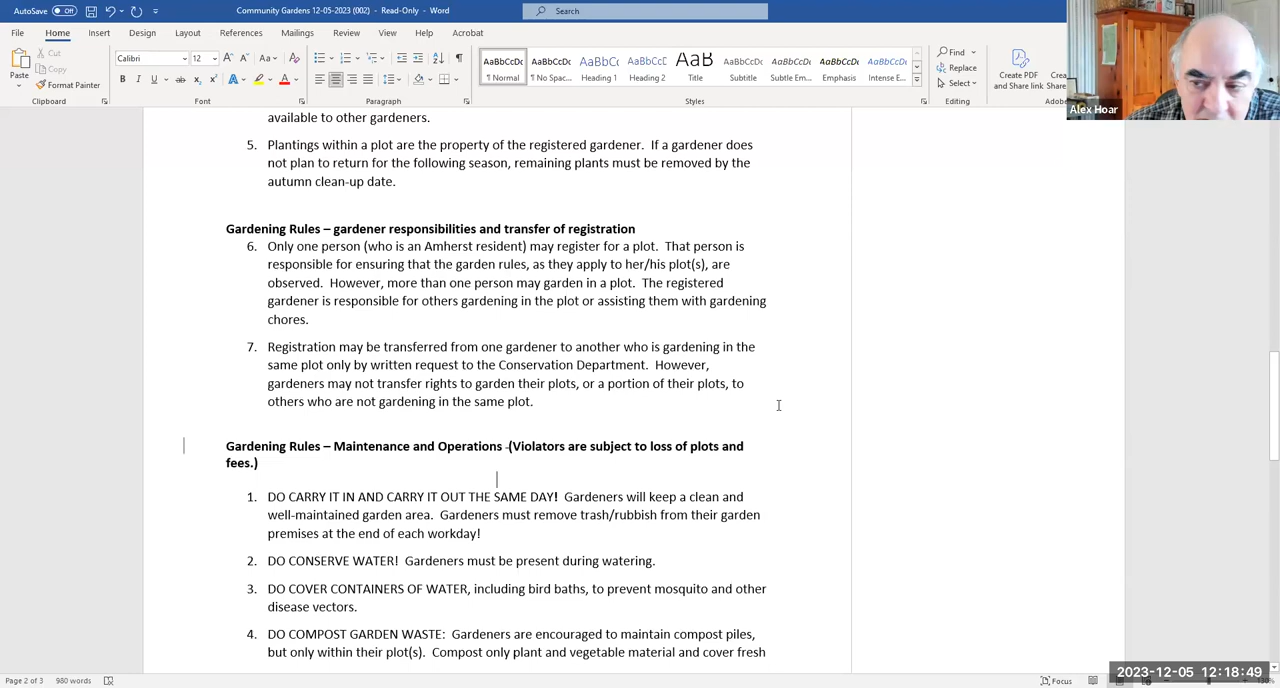 AutoSave Off Community Gardens 12-05-2023 (002) - Read-Only - Word Search
File Home Insert Design Layout References Mailings Review View Help Acrobat
Paste Cut Copy Format Painter
Calibri 12 A A Aa A
B I U ab x₂ x² A A
AaBbCcDc AaBbCcDc AaBbCc AaBbCcC AaB AaBbCcD AaBbCcDc AaBbCcDc AaBbCcDc
¶ Normal ¶ No Spac... Heading 1 Heading 2 Title Subtitle Subtle Em... Emphasis Intense E...
Find Replace Select
Create PDF and Share link Crea Share
Clipboard Font Paragraph Styles Editing Adob
Alex Hoar
available to other gardeners.
5. Plantings within a plot are the property of the registered gardener. If a gardener does
not plan to return for the following season, remaining plants must be removed by the
autumn clean-up date.
Gardening Rules – gardener responsibilities and transfer of registration
6. Only one person (who is an Amherst resident) may register for a plot. That person is
responsible for ensuring that the garden rules, as they apply to her/his plot(s), are
observed. However, more than one person may garden in a plot. The registered
gardener is responsible for others gardening in the plot or assisting them with gardening
chores.
7. Registration may be transferred from one gardener to another who is gardening in the
same plot only by written request to the Conservation Department. However,
gardeners may not transfer rights to garden their plots, or a portion of their plots, to
others who are not gardening in the same plot.
Gardening Rules – Maintenance and Operations -(Violators are subject to loss of plots and
fees.)
1. DO CARRY IT IN AND CARRY IT OUT THE SAME DAY! Gardeners will keep a clean and
well-maintained garden area. Gardeners must remove trash/rubbish from their garden
premises at the end of each workday!
2. DO CONSERVE WATER! Gardeners must be present during watering.
3. DO COVER CONTAINERS OF WATER, including bird baths, to prevent mosquito and other
disease vectors.
4. DO COMPOST GARDEN WASTE: Gardeners are encouraged to maintain compost piles,
but only within their plot(s). Compost only plant and vegetable material and cover fresh
Page 2 of 3 980 words Focus
2023-12-05 12:18:49